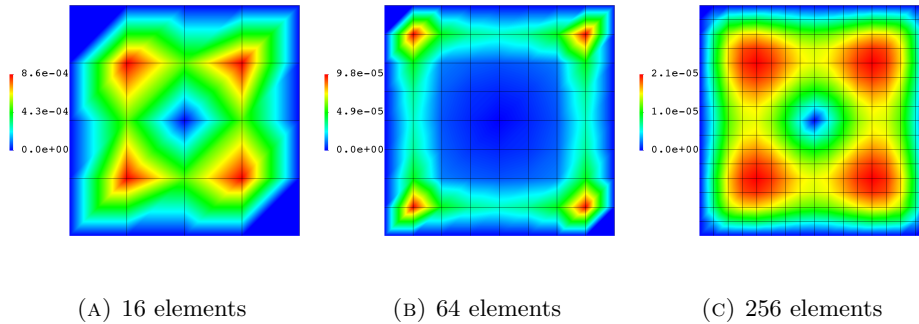 8.6e-04
4.3e-04
0.0e+00
9.8e-05
4.9e-05
0.0e+00
2.1e-05
1.0e-05
0.0e+00
(A) 16 elements
(B) 64 elements
(C) 256 elements